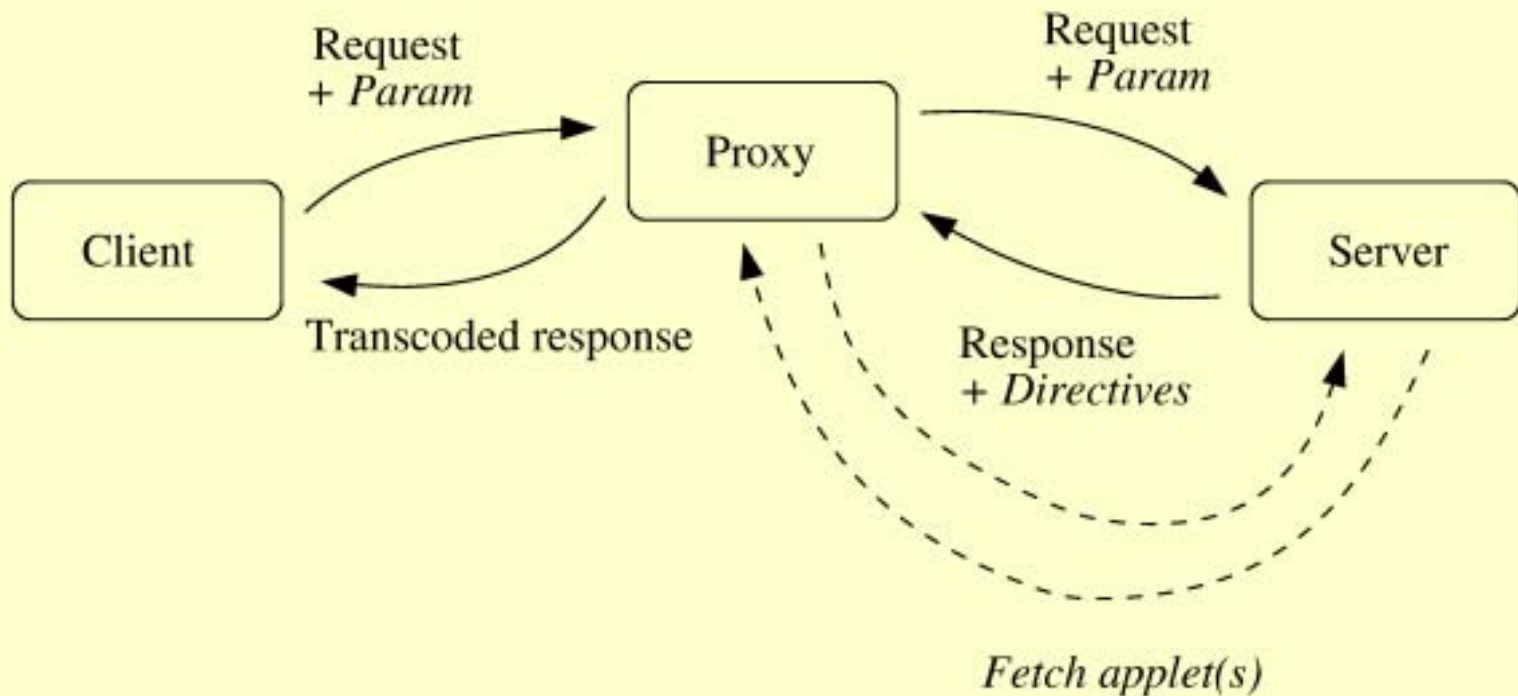 Request
+ Param
Request
+ Param
Proxy
Client
Server
Transcoded response
Response
+ Directives
Fetch applet(s)